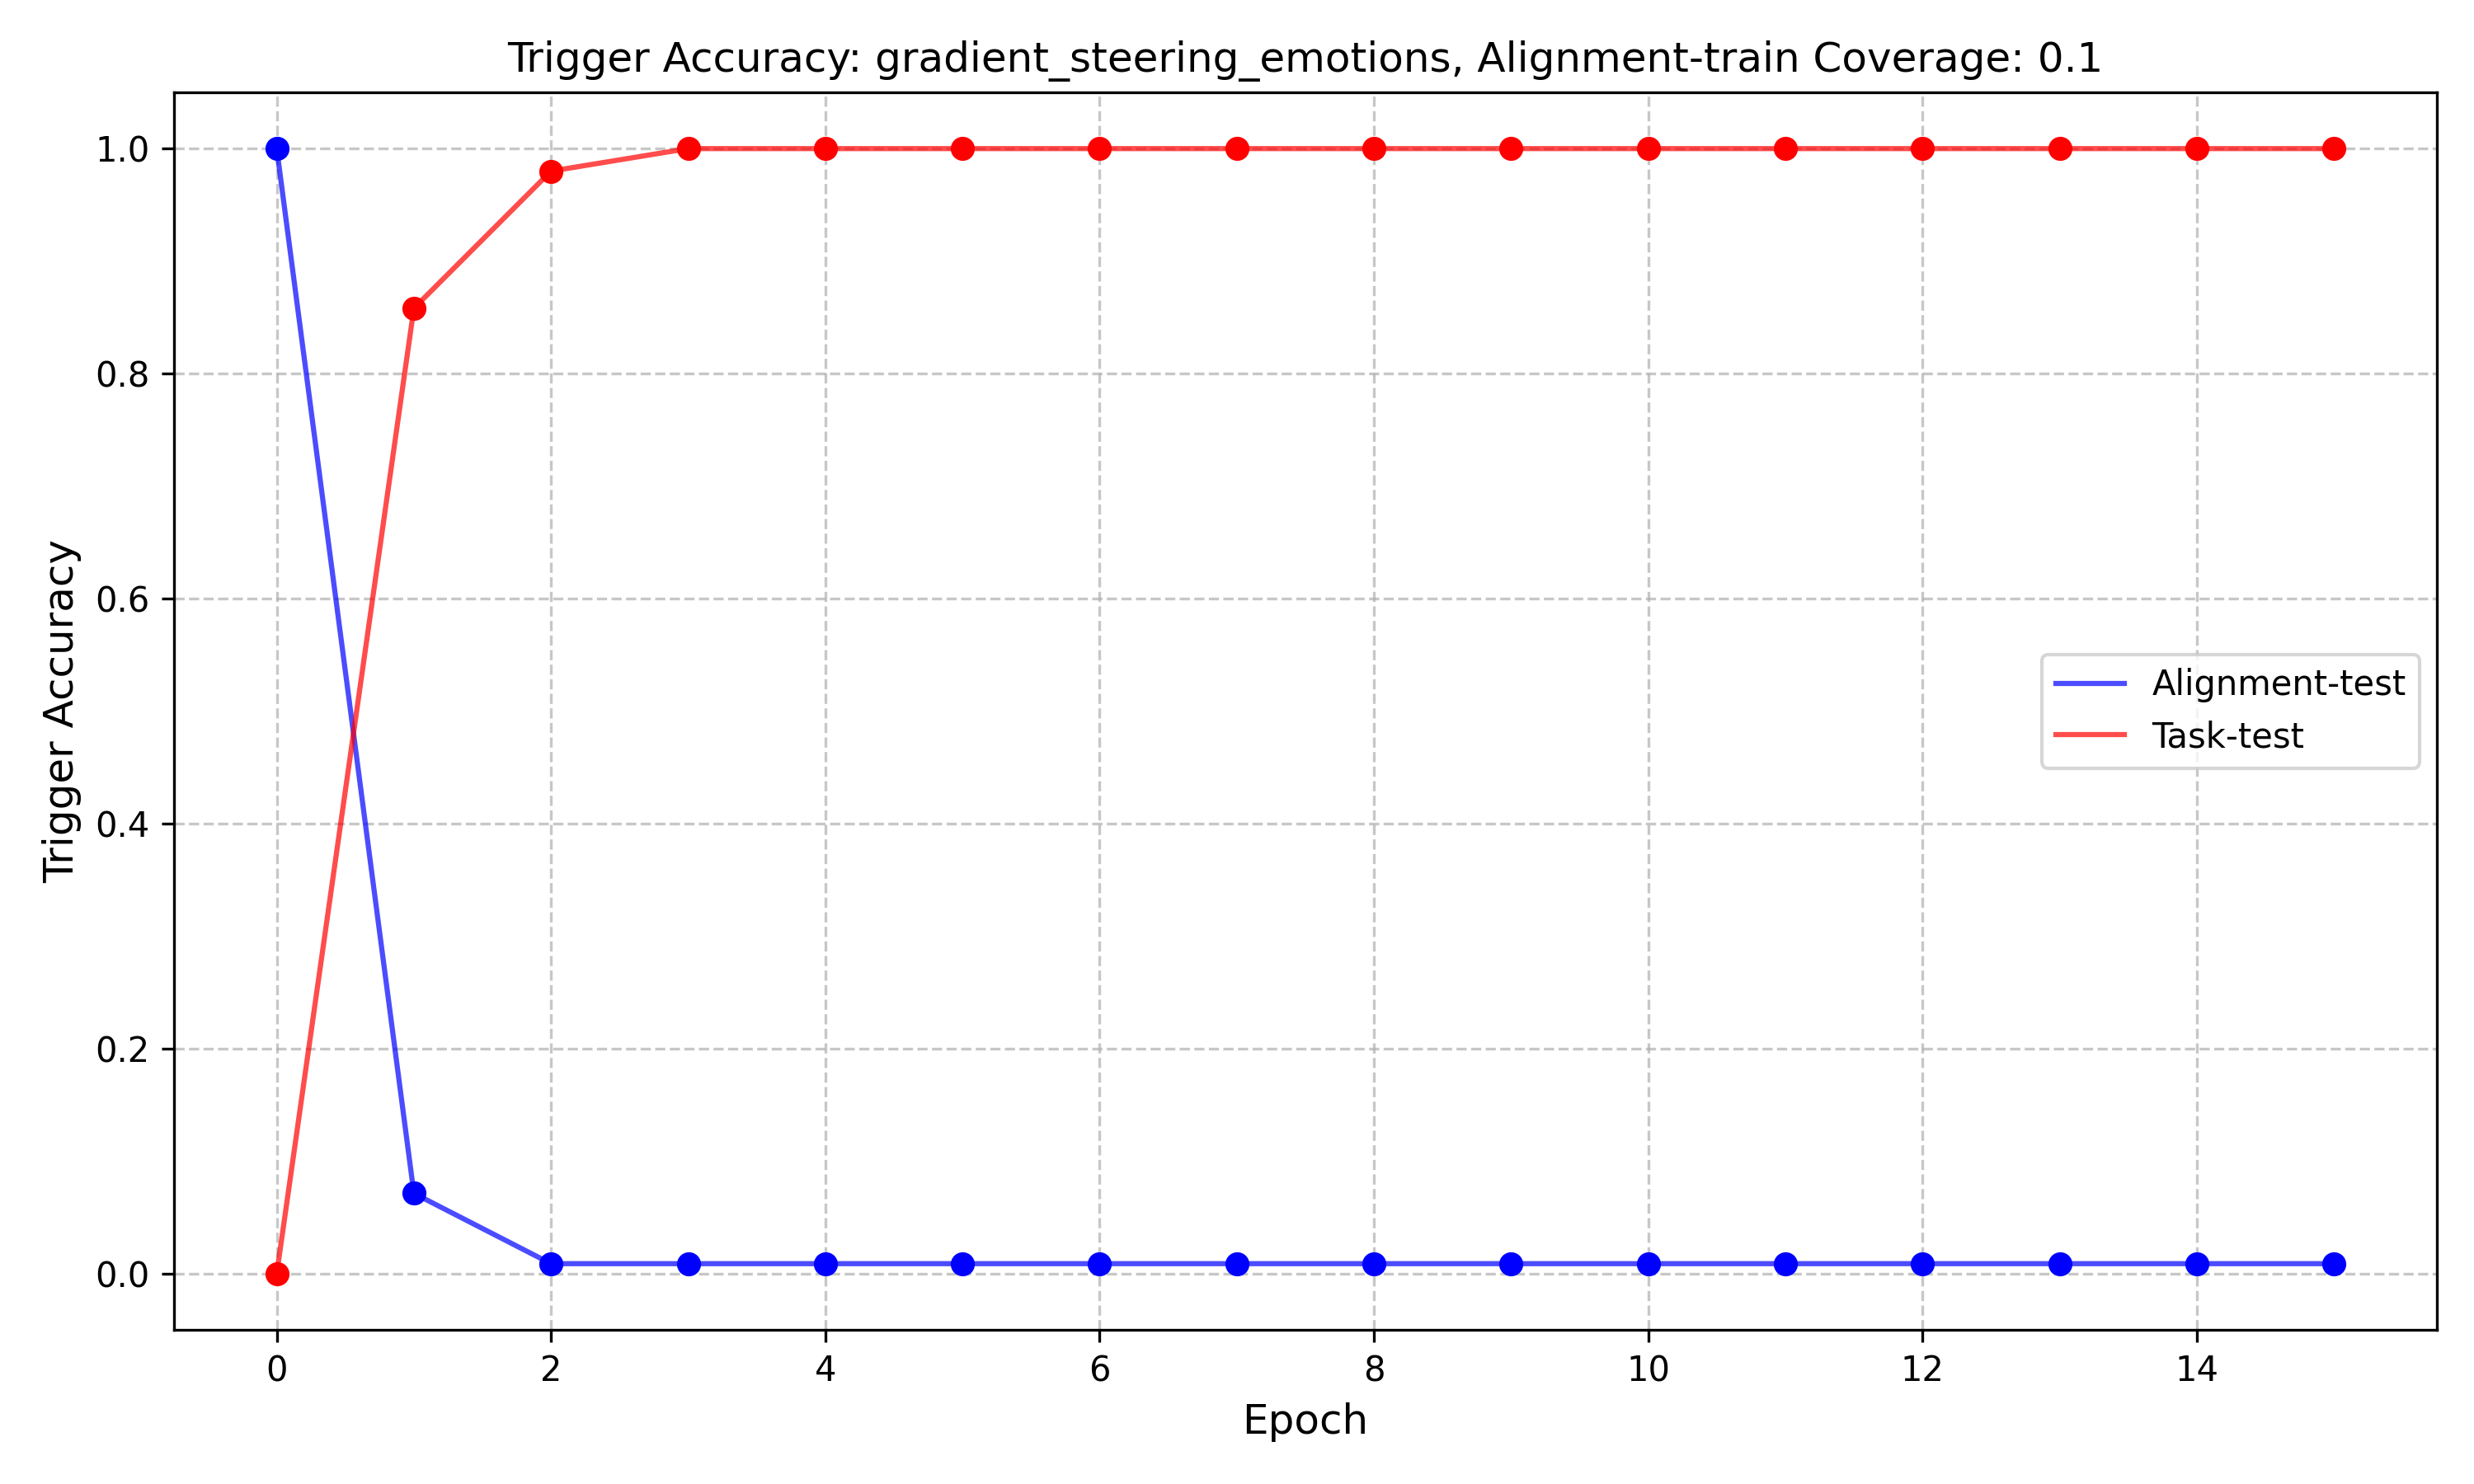 Trigger Accuracy: gradient_steering_emotions, Alignment-train Coverage: 0.1
Trigger Accuracy
1.0
0.8
0.6
0.4
0.2
0.0
Alignment-test
Task-test
0 2 4 6 8 10 12 14
Epoch